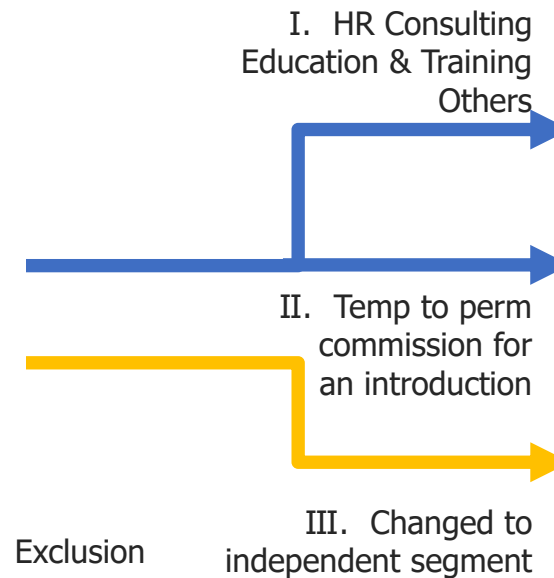 I. HR Consulting
Education & Training
Others
II. Temp to perm
commission for
an introduction
III. Changed to
independent segment
Exclusion